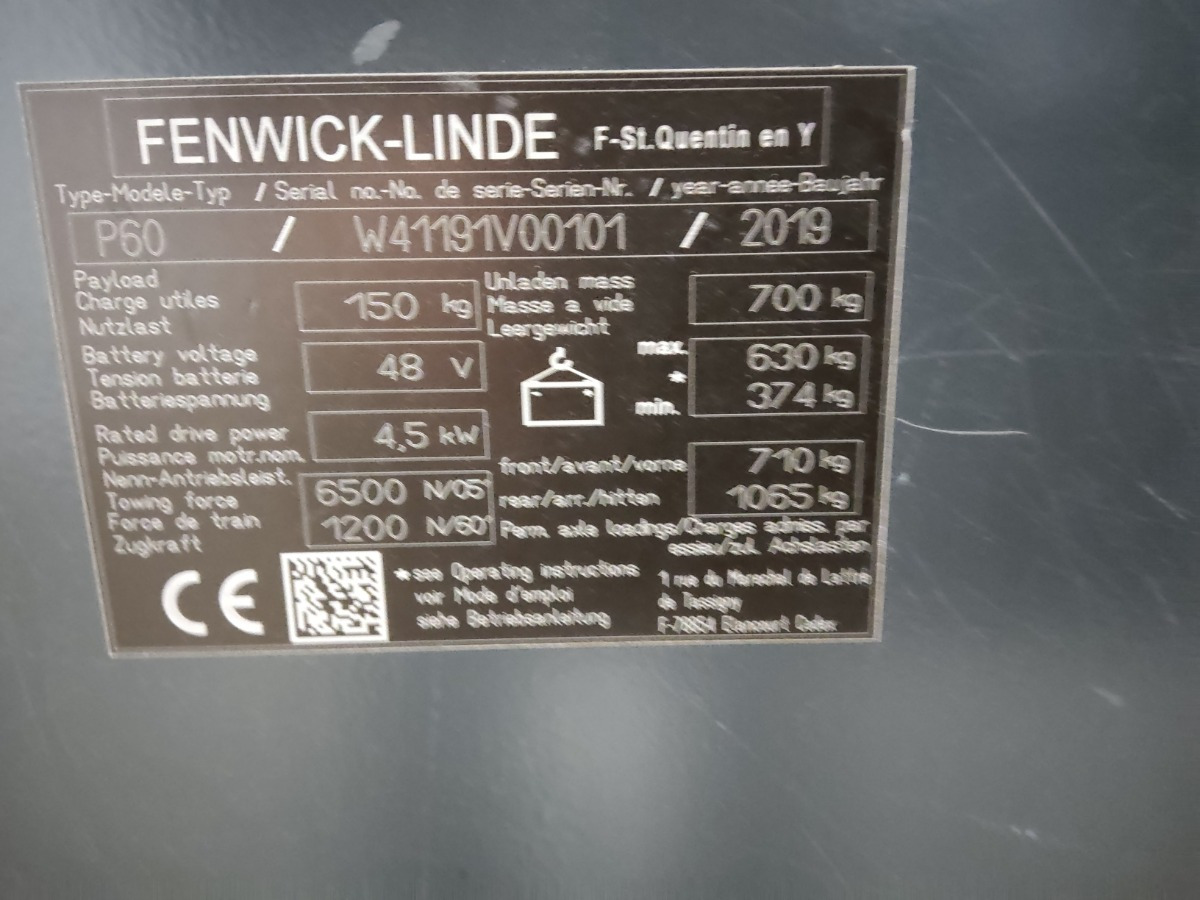 FENWICK-LINDE F-St.Quentin en Y
Type-Modele-Typ / Serial no.-No. de serie-Serien-Nr. / year-annee-Baujahr
P60 / W41191V00101 / 2019
Payload
Charge utiles
Nutzlast
150 kg
Unladen mass
Masse a vide
Leergewicht
700 kg
Battery voltage
Tension batterie
Batteriespannung
48 V
max. 630 kg
*
min. 374 kg
Rated drive power
Puissance motr.nom.
Nenn-Antriebsleist.
4,5 kW
front/avant/vorne 710 kg
rear/arr./hitten 1065 kg
Towing force
Force de train
Zugkraft
6500 N/05'
1200 N/60'
Perm. axle loadings/Charges admiss. par
essieu/zul. Achslasten
CE
*see Operating instructions
voir Mode d'emploi
siehe Betriebsanleitung
1 rue du Marechal de Lattre
de Tassigny
F-78854 Elancourt Cedex